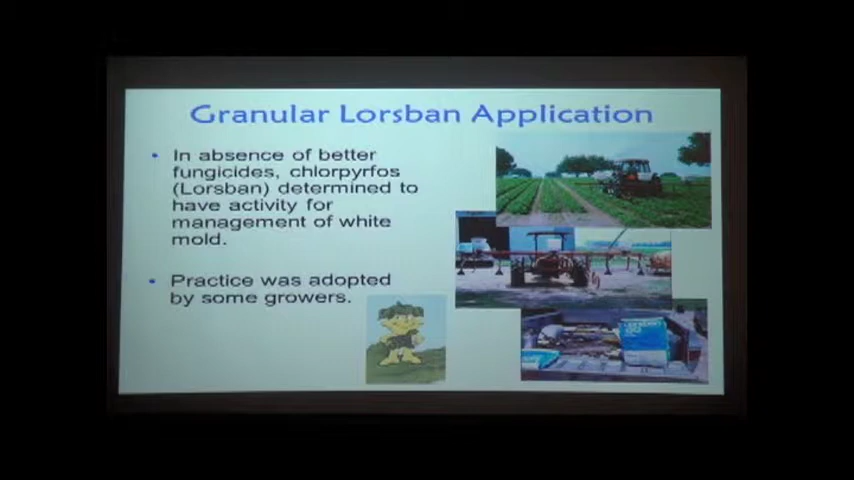 Granular Lorsban Application
• In absence of better
fungicides, chlorpyrfos
(Lorsban) determined to
have activity for
management of white
mold.
• Practice was adopted
by some growers.